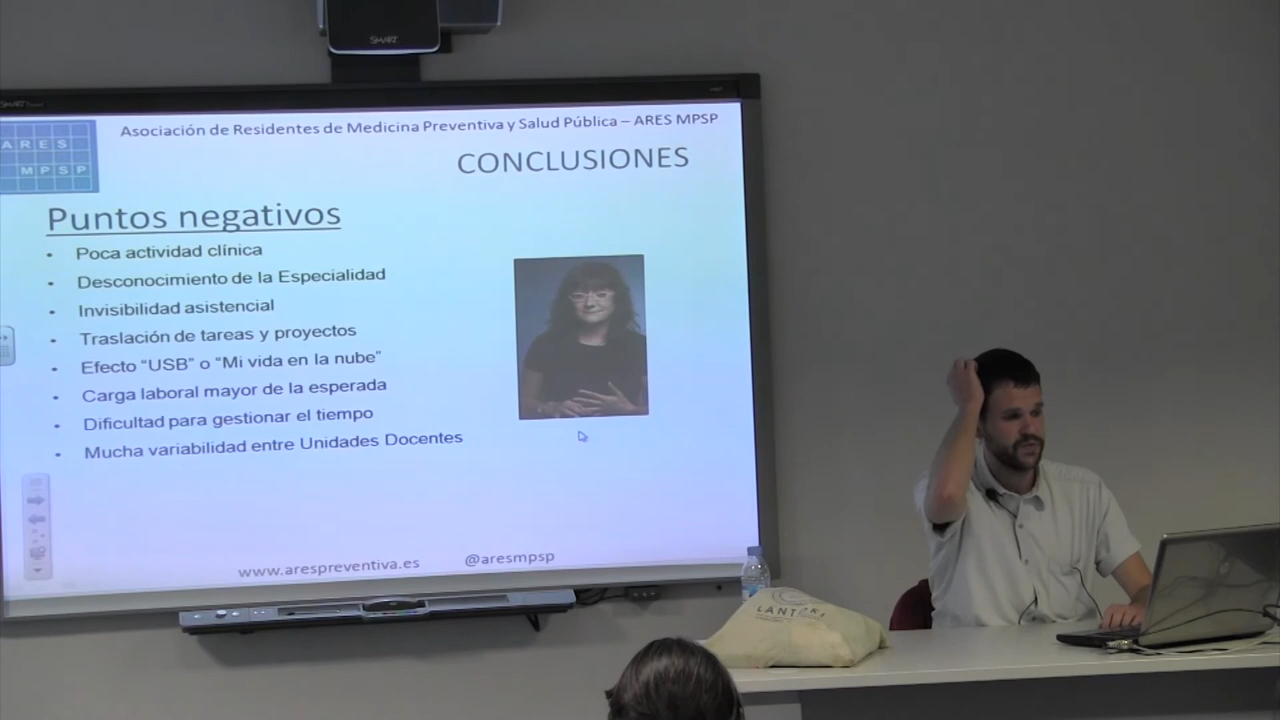 SMART
Asociación de Residentes de Medicina Preventiva y Salud Pública – ARES MPSP
ARES
MPSP
CONCLUSIONES
Puntos negativos
• Poca actividad clínica
• Desconocimiento de la Especialidad
• Invisibilidad asistencial
• Traslación de tareas y proyectos
• Efecto “USB” o “Mi vida en la nube”
• Carga laboral mayor de la esperada
• Dificultad para gestionar el tiempo
• Mucha variabilidad entre Unidades Docentes
www.arespreventiva.es @aresmpsp